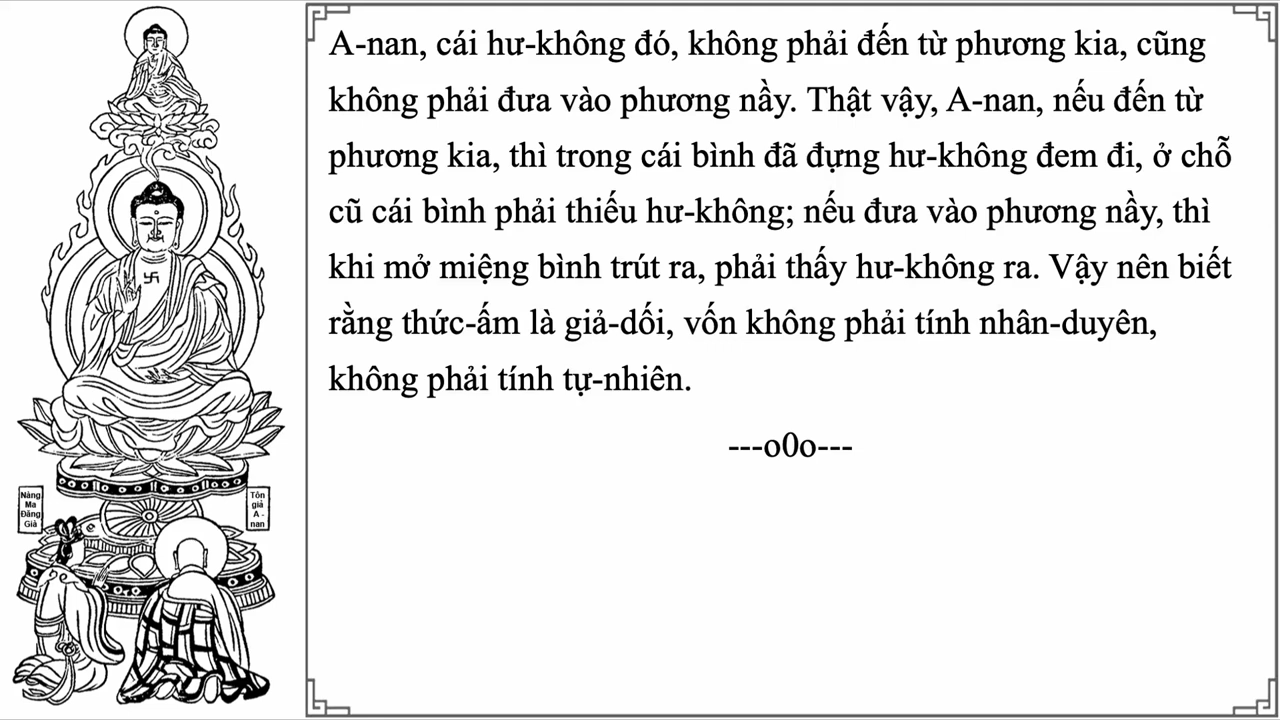 A-nan, cái hư-không đó, không phải đến từ phương kia, cũng
không phải đưa vào phương nầy. Thật vậy, A-nan, nếu đến từ
phương kia, thì trong cái bình đã đựng hư-không đem đi, ở chỗ
cũ cái bình phải thiếu hư-không; nếu đưa vào phương nầy, thì
khi mở miệng bình trút ra, phải thấy hư-không ra. Vậy nên biết
rằng thức-ấm là giả-dối, vốn không phải tính nhân-duyên,
không phải tính tự-nhiên.
---o0o---
Nàng
Ma
Đăng
Già
Tôn
giả
A -
nan